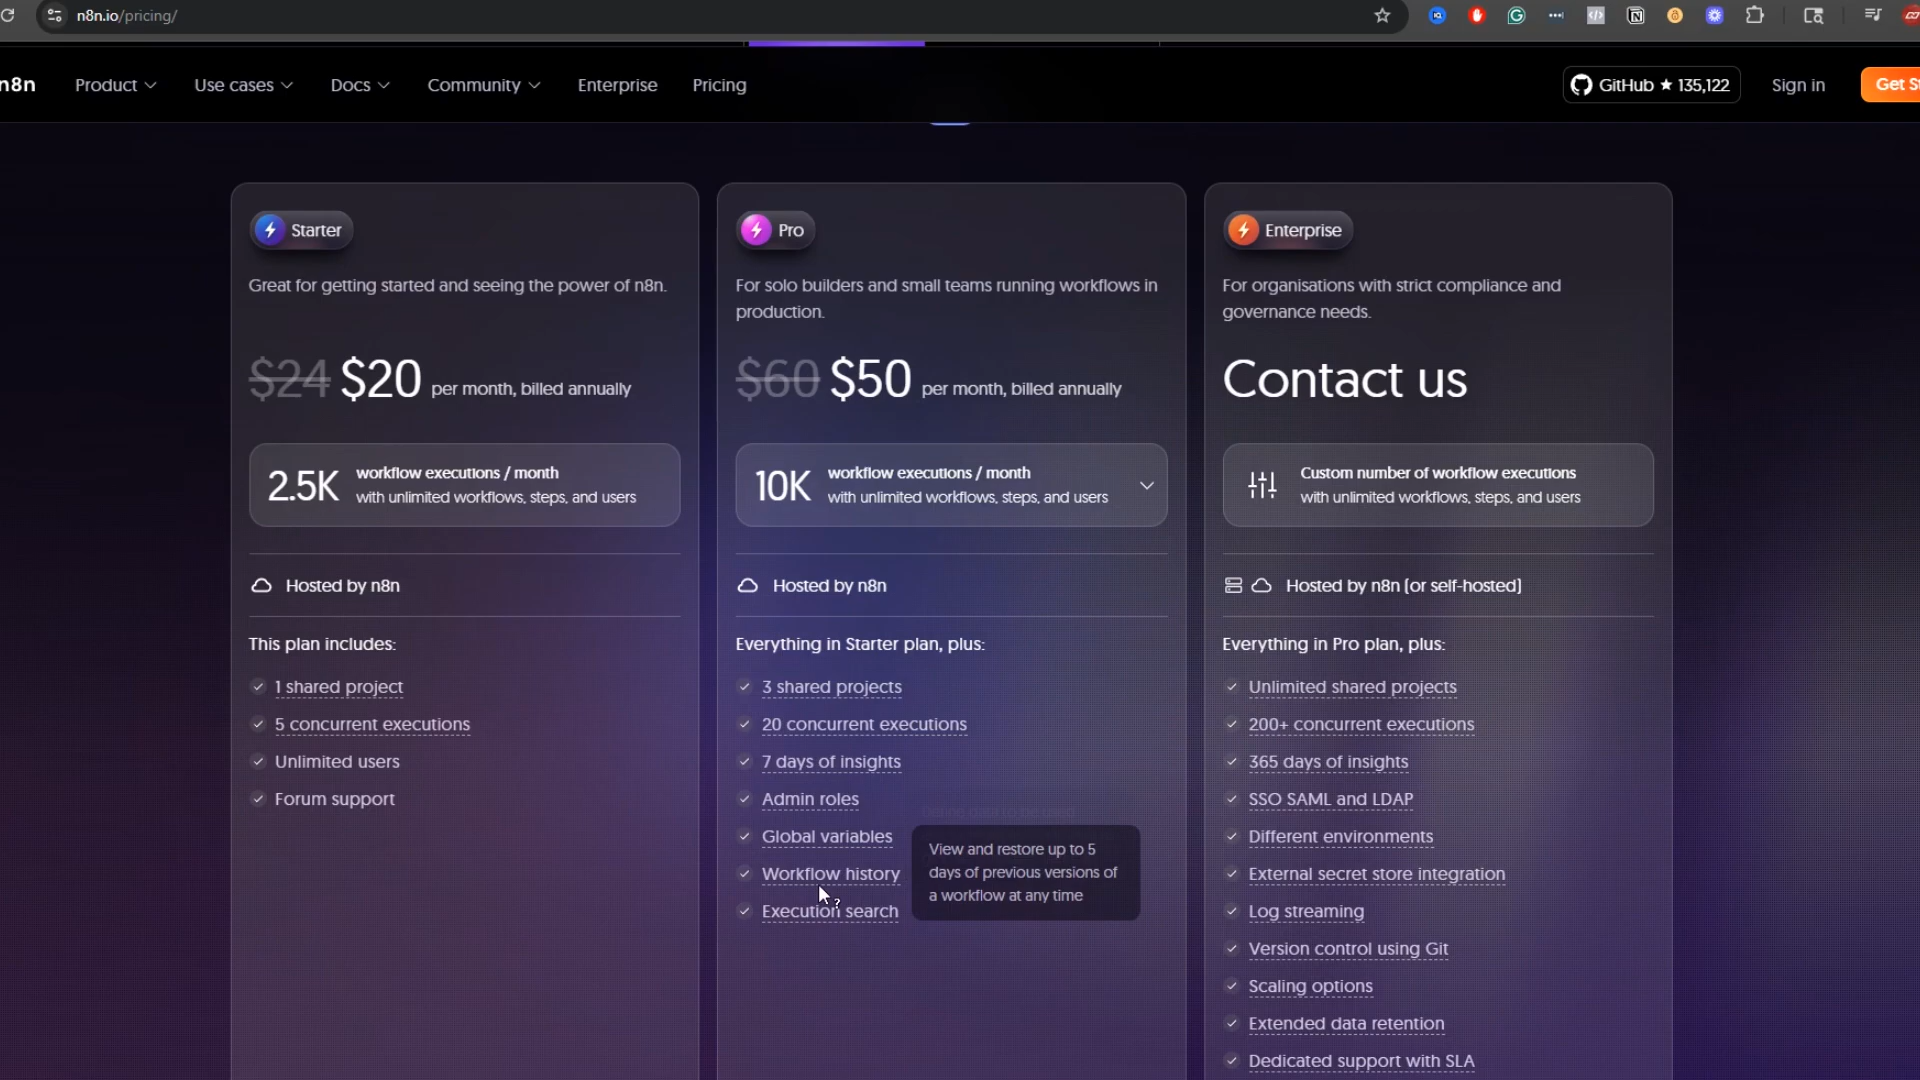 n8n.io/pricing/
n8n
Product
Use cases
Docs
Community
Enterprise
Pricing
GitHub ★ 135,122
Sign in
Get S
Starter
Great for getting started and seeing the power of n8n.
$24 $20 per month, billed annually
2.5K
workflow executions / month
with unlimited workflows, steps, and users
Hosted by n8n
This plan includes:
1 shared project
5 concurrent executions
Unlimited users
Forum support
Pro
For solo builders and small teams running workflows in
production.
$60 $50 per month, billed annually
10K
workflow executions / month
with unlimited workflows, steps, and users
Hosted by n8n
Everything in Starter plan, plus:
3 shared projects
20 concurrent executions
7 days of insights
Admin roles
Global variables
Workflow history
Execution search
View and restore up to 5
days of previous versions of
a workflow at any time
Enterprise
For organisations with strict compliance and
governance needs.
Contact us
Custom number of workflow executions
with unlimited workflows, steps, and users
Hosted by n8n (or self-hosted)
Everything in Pro plan, plus:
Unlimited shared projects
200+ concurrent executions
365 days of insights
SSO SAML and LDAP
Different environments
External secret store integration
Log streaming
Version control using Git
Scaling options
Extended data retention
Dedicated support with SLA